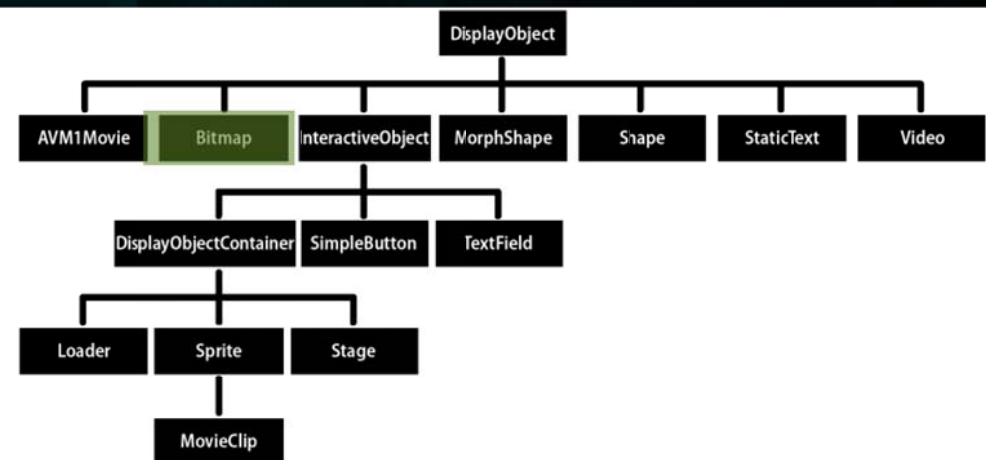 DisplayObject
AVM1Movie Bitmap InteractiveObject MorphShape Shape StaticText Video
DisplayObjectContainer SimpleButton TextField
Loader Sprite Stage
MovieClip